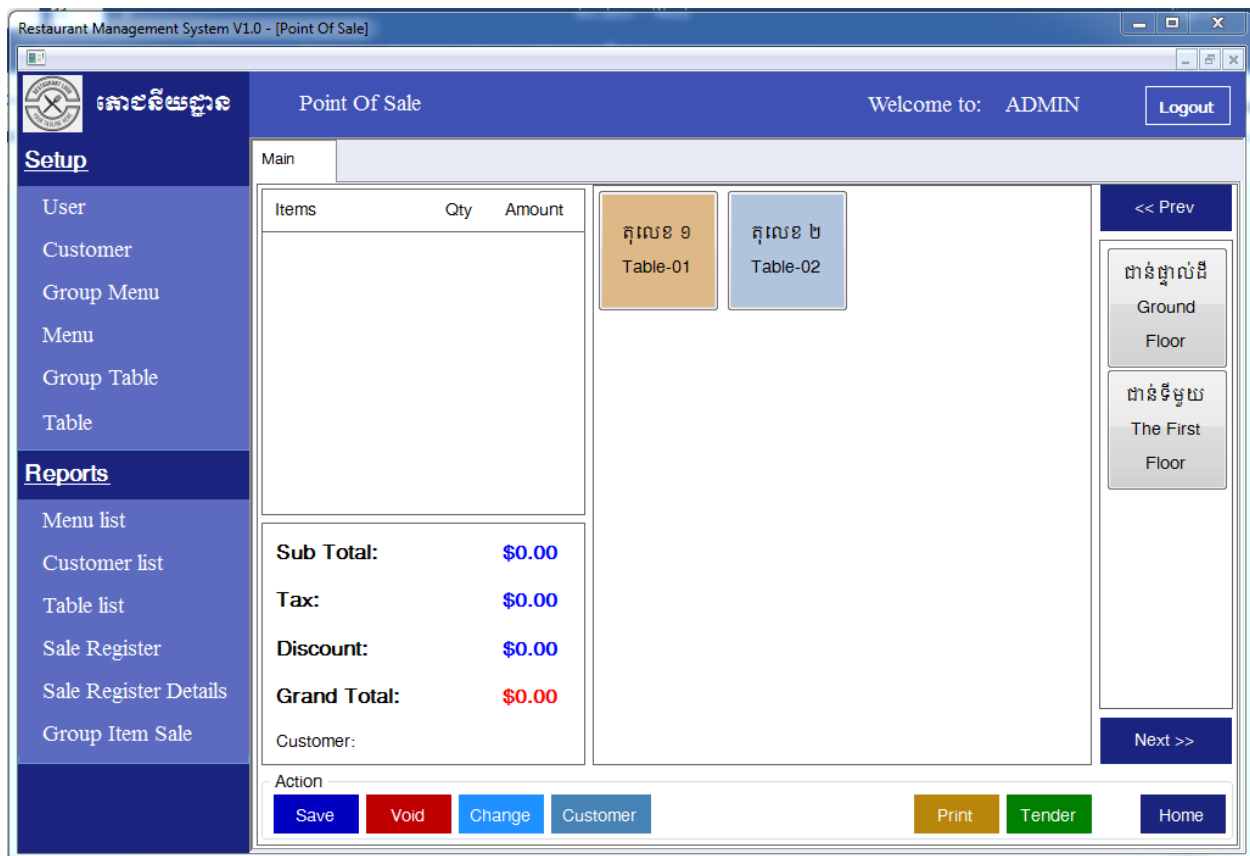 Restaurant Management System V1.0 - [Point Of Sale]
ភោជនីយដ្ឋាន
Point Of Sale
Welcome to: ADMIN
Logout
Setup
User
Customer
Group Menu
Menu
Group Table
Table
Reports
Menu list
Customer list
Table list
Sale Register
Sale Register Details
Group Item Sale
Main
Items Qty Amount
Sub Total: $0.00
Tax: $0.00
Discount: $0.00
Grand Total: $0.00
Customer:
តុលេខ ១
Table-01
តុលេខ ២
Table-02
<< Prev
ជាន់ផ្ទាល់ដី
Ground
Floor
ជាន់ទីមួយ
The First
Floor
Next >>
Action
Save Void Change Customer Print Tender Home